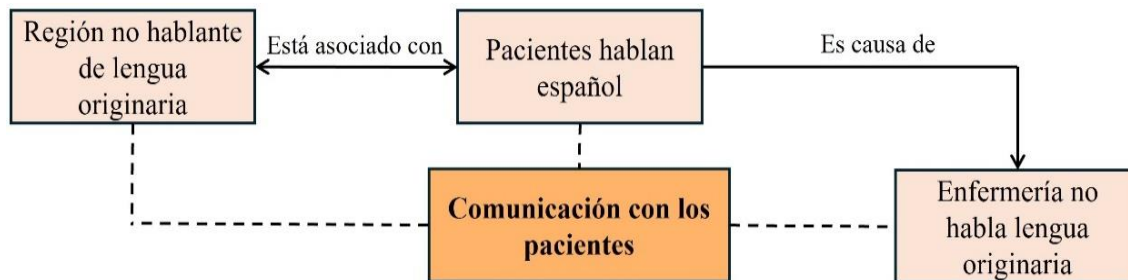 Región no hablante
de lengua
originaria
Está asociado con
Pacientes hablan
español
Es causa de
Comunicación con los
pacientes
Enfermería no
habla lengua
originaria